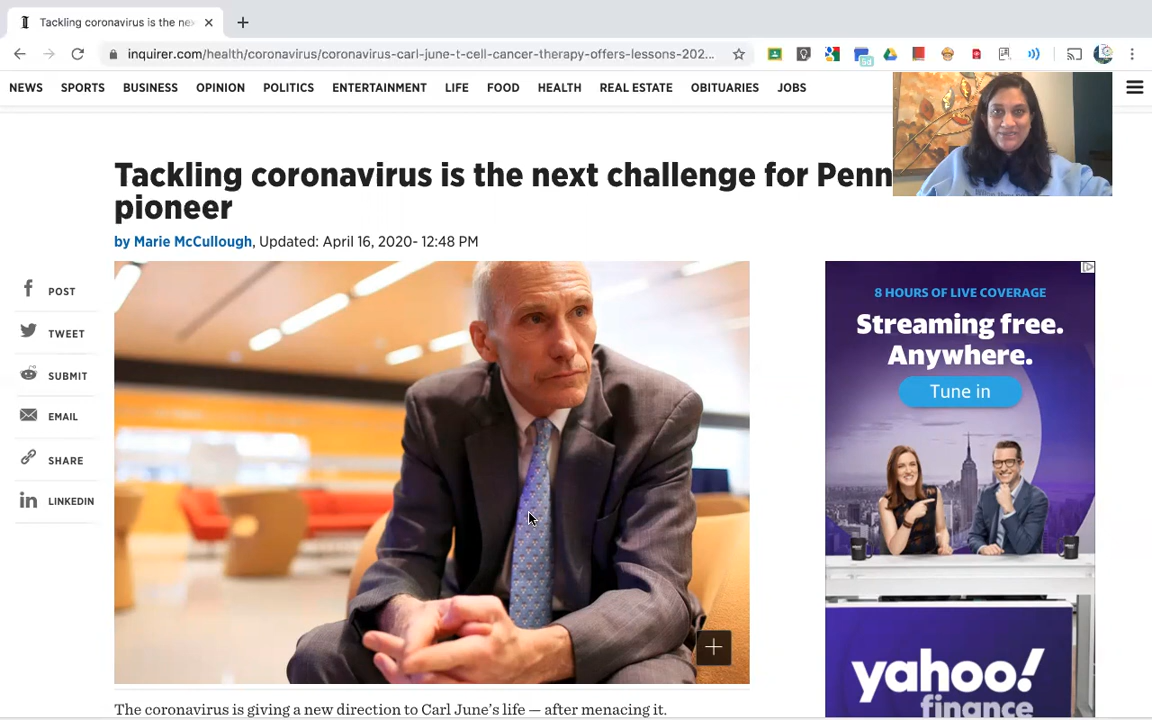 Tackling coronavirus is the nex
inquirer.com/health/coronavirus/coronavirus-carl-june-t-cell-cancer-therapy-offers-lessons-202...
5d
NEWS SPORTS BUSINESS OPINION POLITICS ENTERTAINMENT LIFE FOOD HEALTH REAL ESTATE OBITUARIES JOBS
Tackling coronavirus is the next challenge for Penn
pioneer
by Marie McCullough, Updated: April 16, 2020- 12:48 PM
POST
TWEET
SUBMIT
EMAIL
SHARE
LINKEDIN
8 HOURS OF LIVE COVERAGE
Streaming free.
Anywhere.
Tune in
yahoo!
finance
The coronavirus is giving a new direction to Carl June's life — after menacing it.